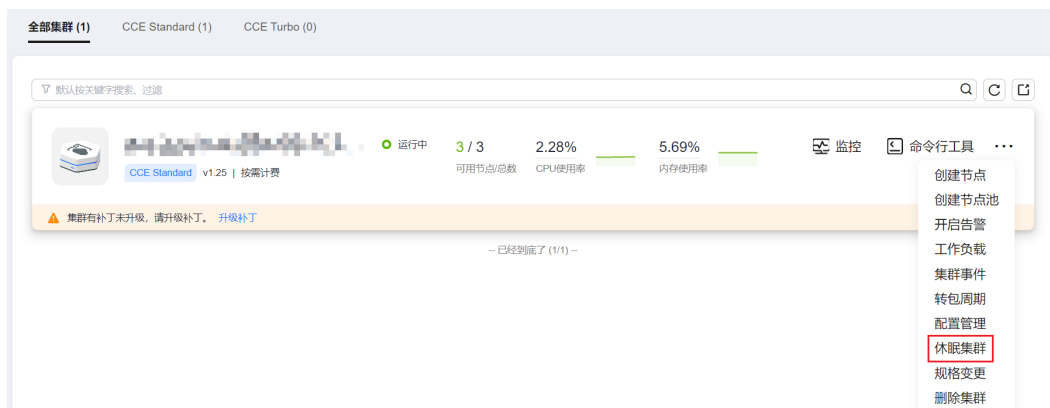 全部集群 (1) CCE Standard (1) CCE Turbo (0)
默认按关键字搜索、过滤
运行中 3 / 3 2.28% 5.69% 监控 命令行工具 ...
CCE Standard v1.25 | 按需计费 可用节点/总数 CPU使用率 内存使用率
创建节点
创建节点池
集群有补丁未升级，请升级补丁。 升级补丁
开启告警
工作负载
-- 已经到底了 (1/1) --
集群事件
转包周期
配置管理
休眠集群
规格变更
删除集群